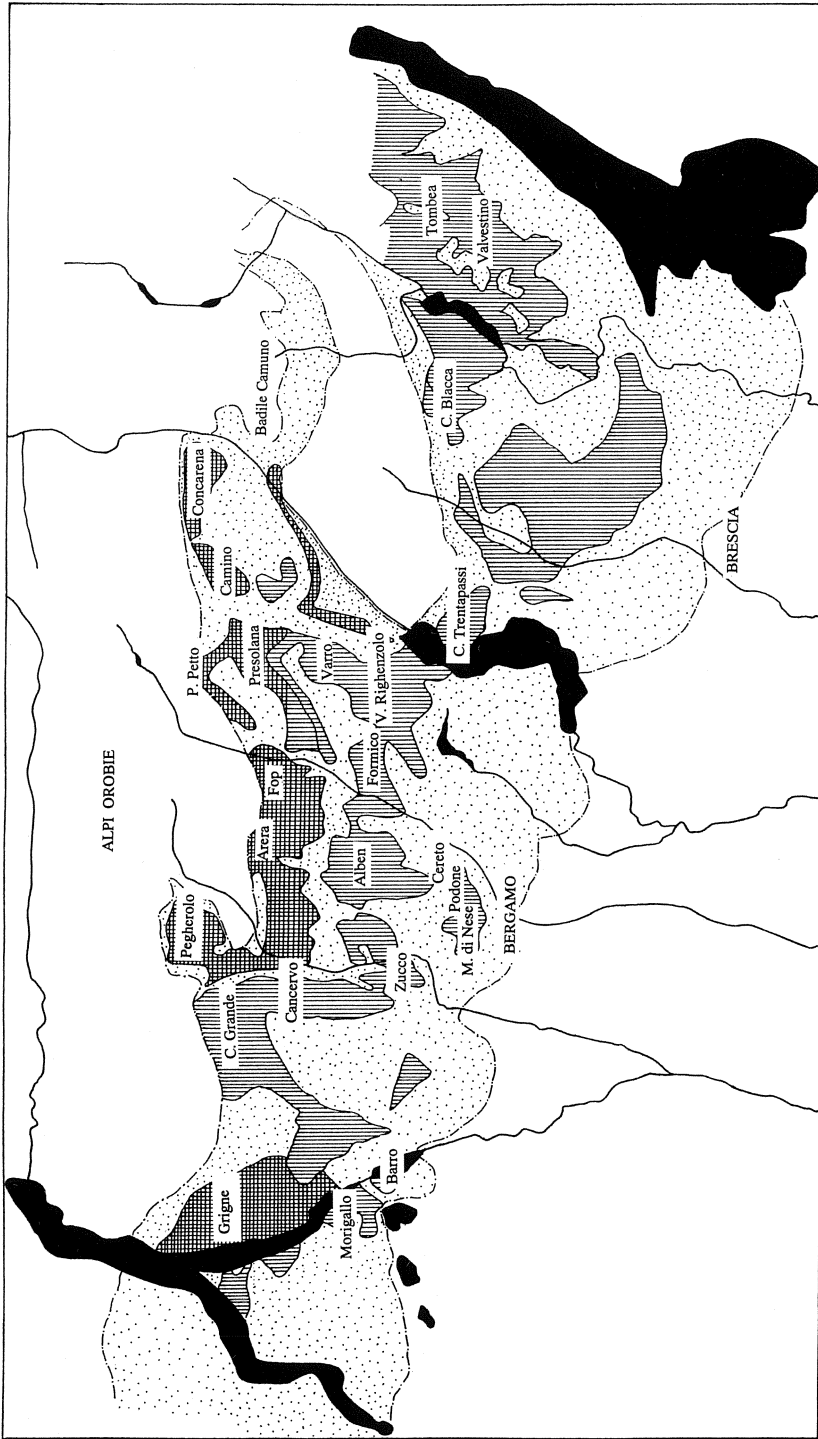 ALPI OROBIE
Grigne
Morigallo
Barro
C. Grande
Cancervo
Zucco
Pegherolo
Arera
Fop
Alben
Cereto
Podone
M. di Nese
BERGAMO
Formico
P. Petto
Presolana
Varro
V. Righenzolo
Camino
Concarena
C. Trentapassi
Badile Camuno
C. Blacca
BRESCIA
Tombea
Valvestino